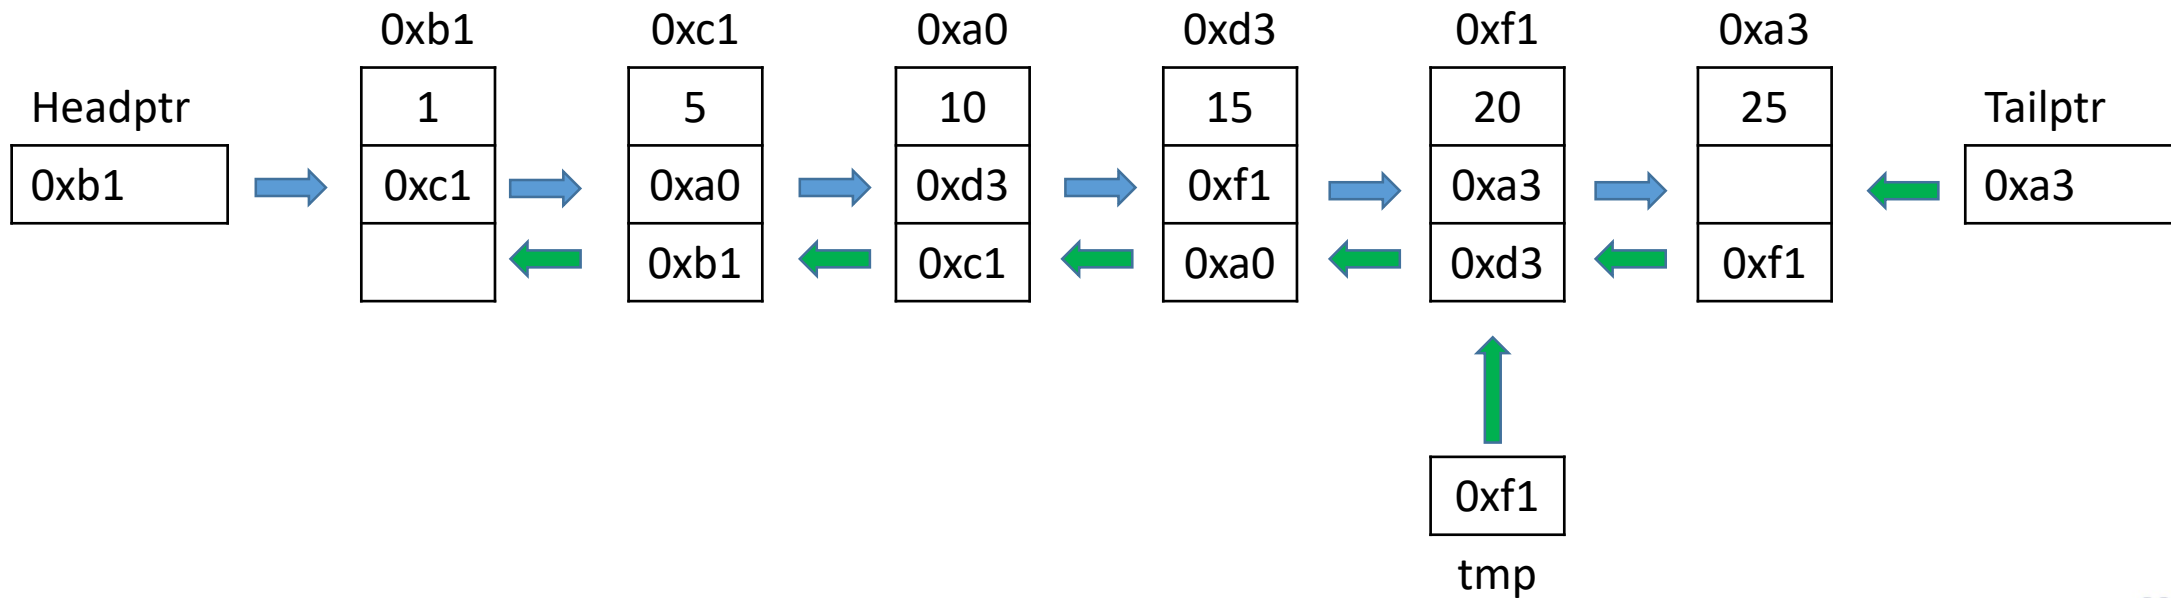 0xb1 0xc1 0xa0 0xd3 0xf1 0xa3
Headptr 1 5 10 15 20 25 Tailptr
0xb1 0xc1 0xa0 0xd3 0xf1 0xa3 0xa3
0xb1 0xc1 0xa0 0xd3 0xf1
0xf1
tmp